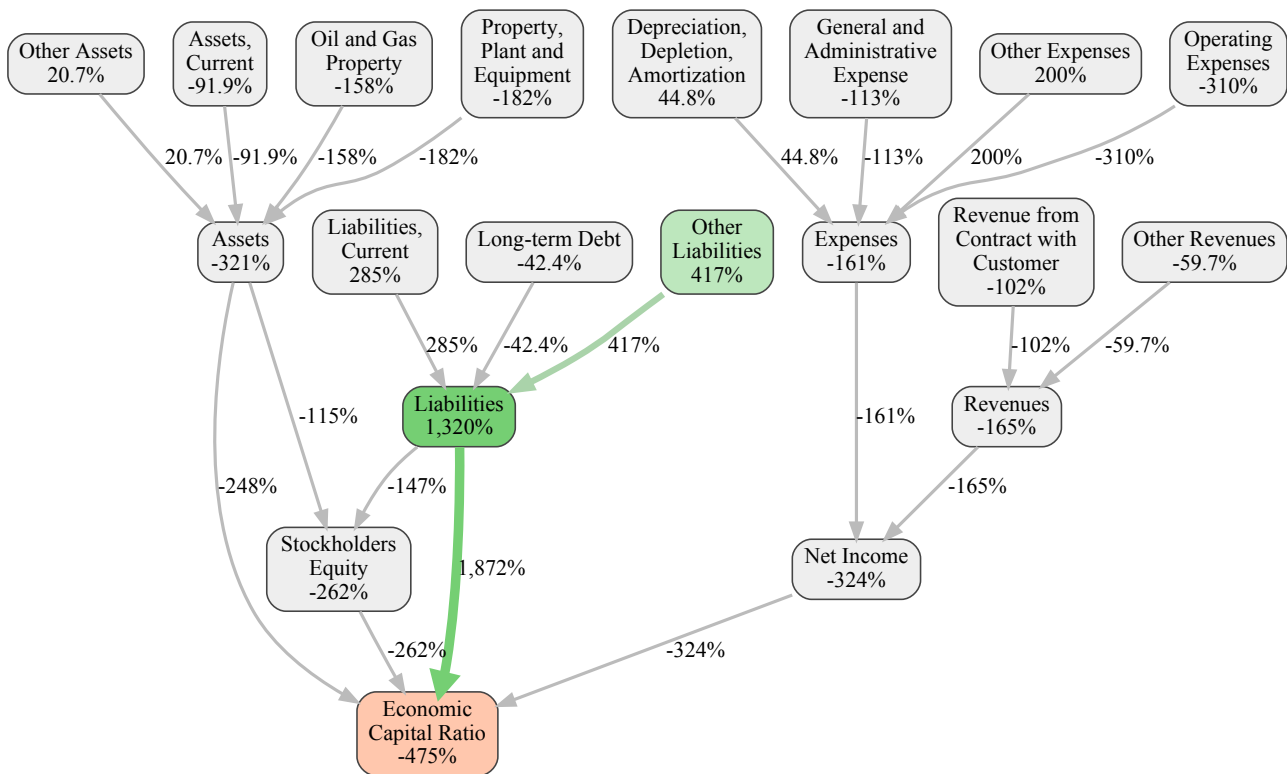 Other Assets
20.7%
Assets,
Current
-91.9%
Oil and Gas
Property
-158%
Property,
Plant and
Equipment
-182%
Depreciation,
Depletion,
Amortization
44.8%
General and
Administrative
Expense
-113%
Other Expenses
200%
Operating
Expenses
-310%
20.7%
-91.9%
-158%
-182%
44.8%
-113%
200%
-310%
Assets
-321%
Liabilities,
Current
285%
Long-term Debt
-42.4%
Other
Liabilities
417%
Expenses
-161%
Revenue from
Contract with
Customer
-102%
Other Revenues
-59.7%
285%
-42.4%
417%
-102%
-59.7%
-115%
Liabilities
1,320%
-161%
Revenues
-165%
-248%
-147%
-165%
Stockholders
Equity
-262%
1,872%
Net Income
-324%
-262%
-324%
Economic
Capital Ratio
-475%